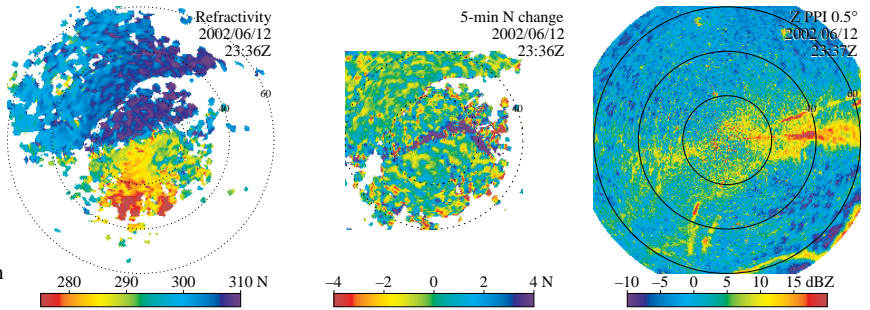 Refractivity
2002/06/12
23:36Z
40
60
5-min N change
2002/06/12
23:36Z
40
Z PPI 0.5°
2002/06/12
23:37Z
40
60
280 290 300 310 N
−4 −2 0 2 4 N
−10 −5 0 5 10 15 dBZ